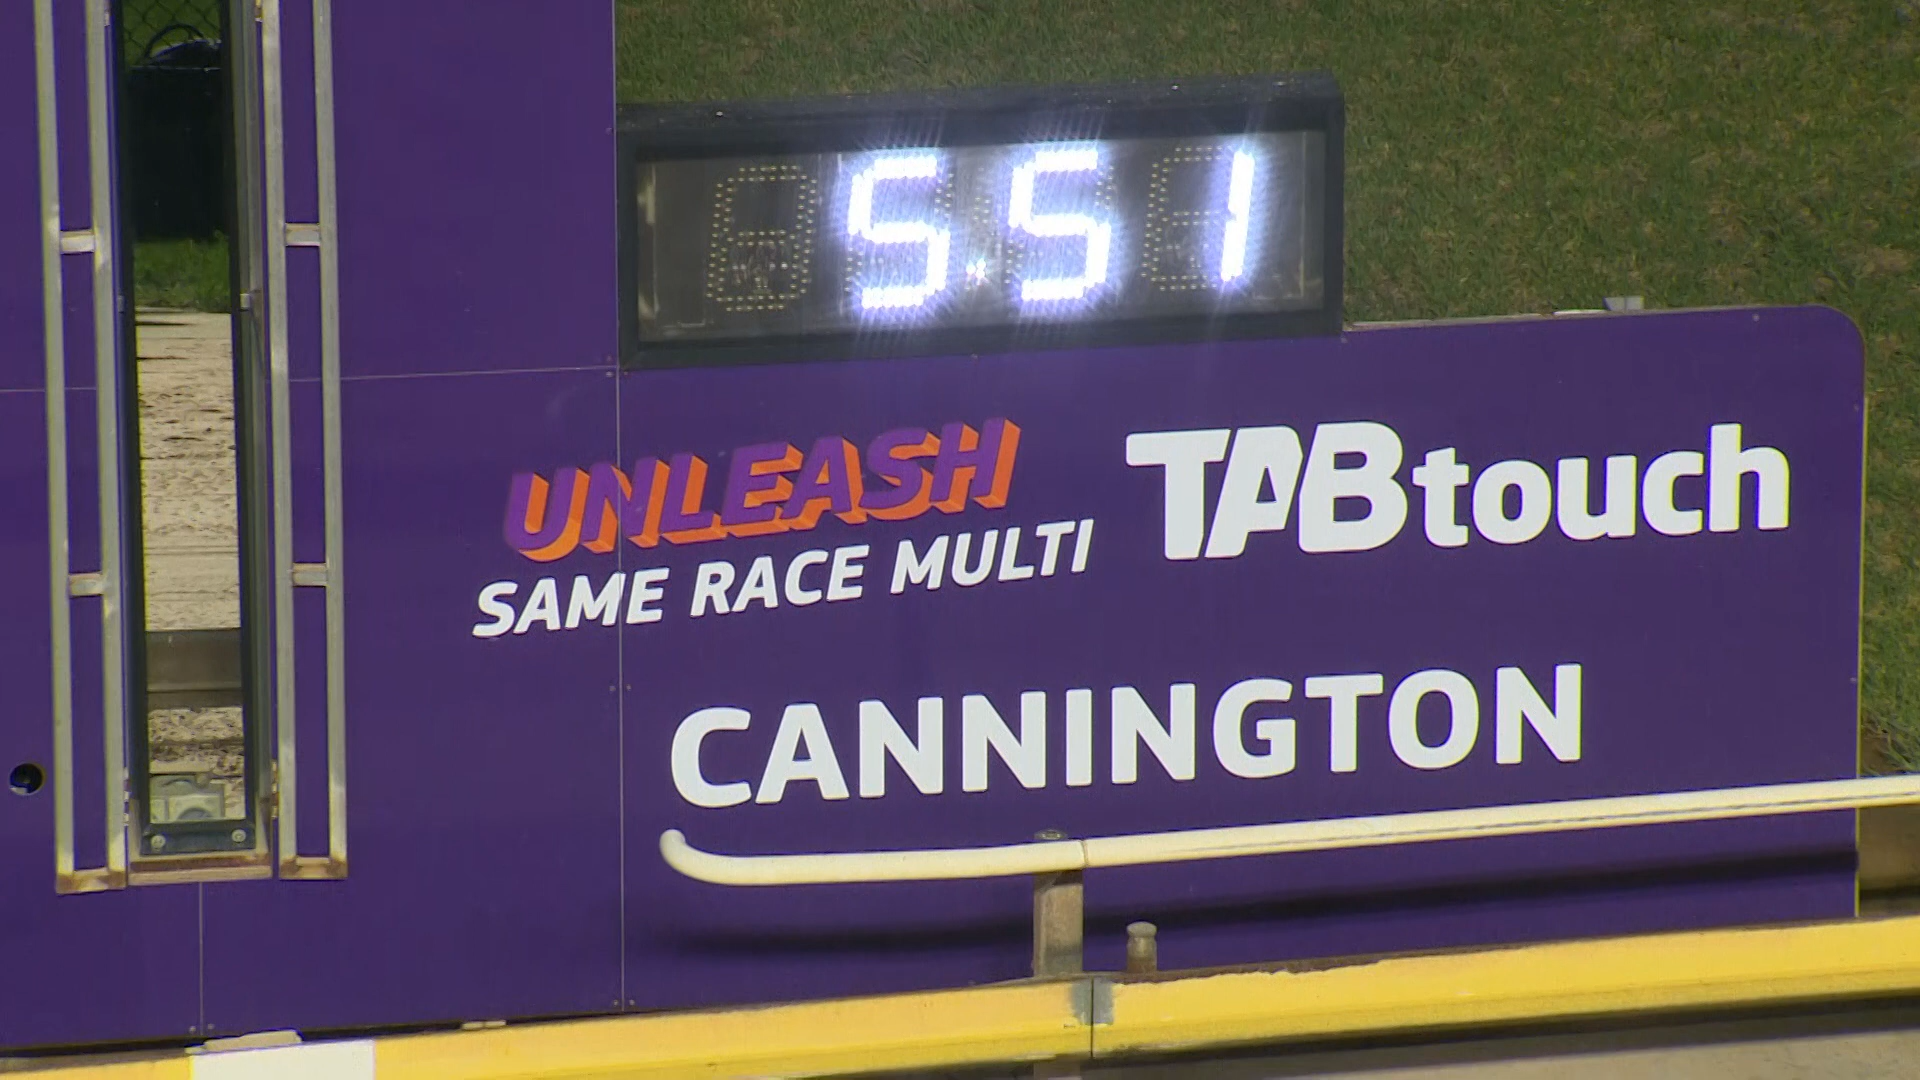 5.51
UNLEASH
SAME RACE MULTI
TABtouch
CANNINGTON